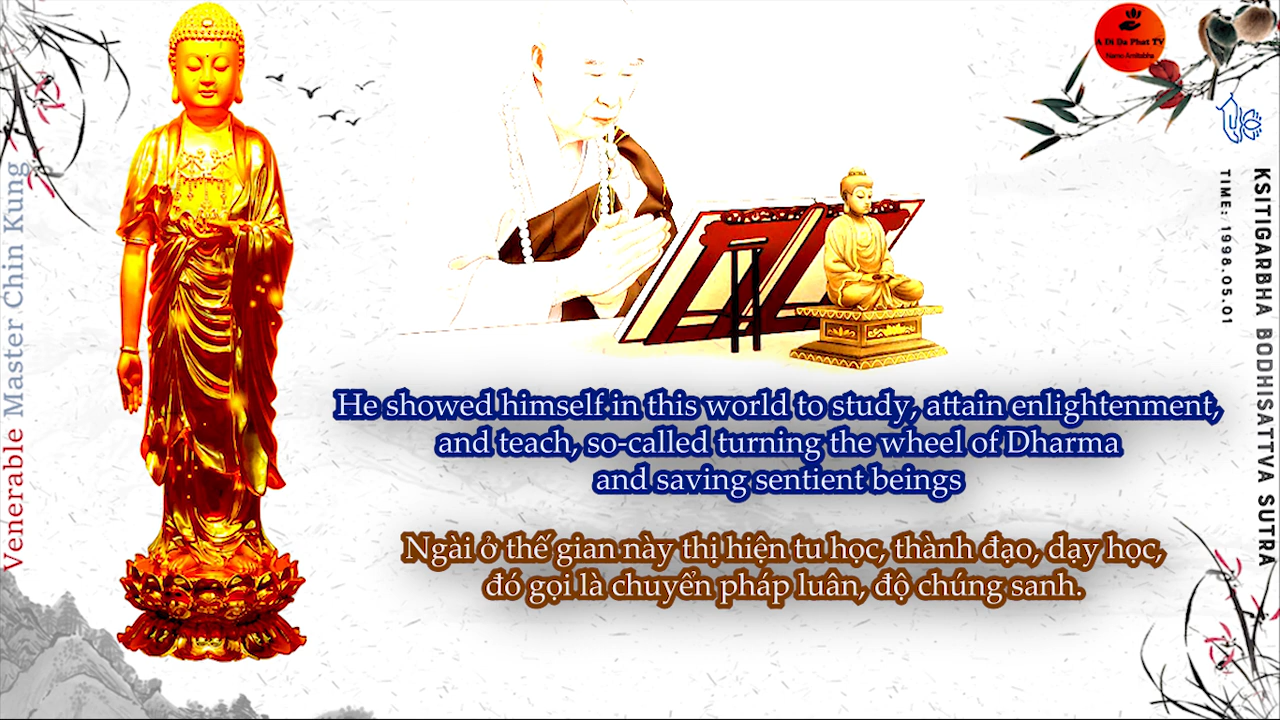 Venerable Master Chin Kung
A Di Da Phat TV
Namo Amitabha
KSITIGARBHA BODHISATTVA SUTRA
TIME: 1998.05.01
He showed himself in this world to study, attain enlightenment,
and teach, so-called turning the wheel of Dharma
and saving sentient beings
Ngài ở thế gian này thị hiện tu học, thành đạo, dạy học,
đó gọi là chuyển pháp luân, độ chúng sanh.